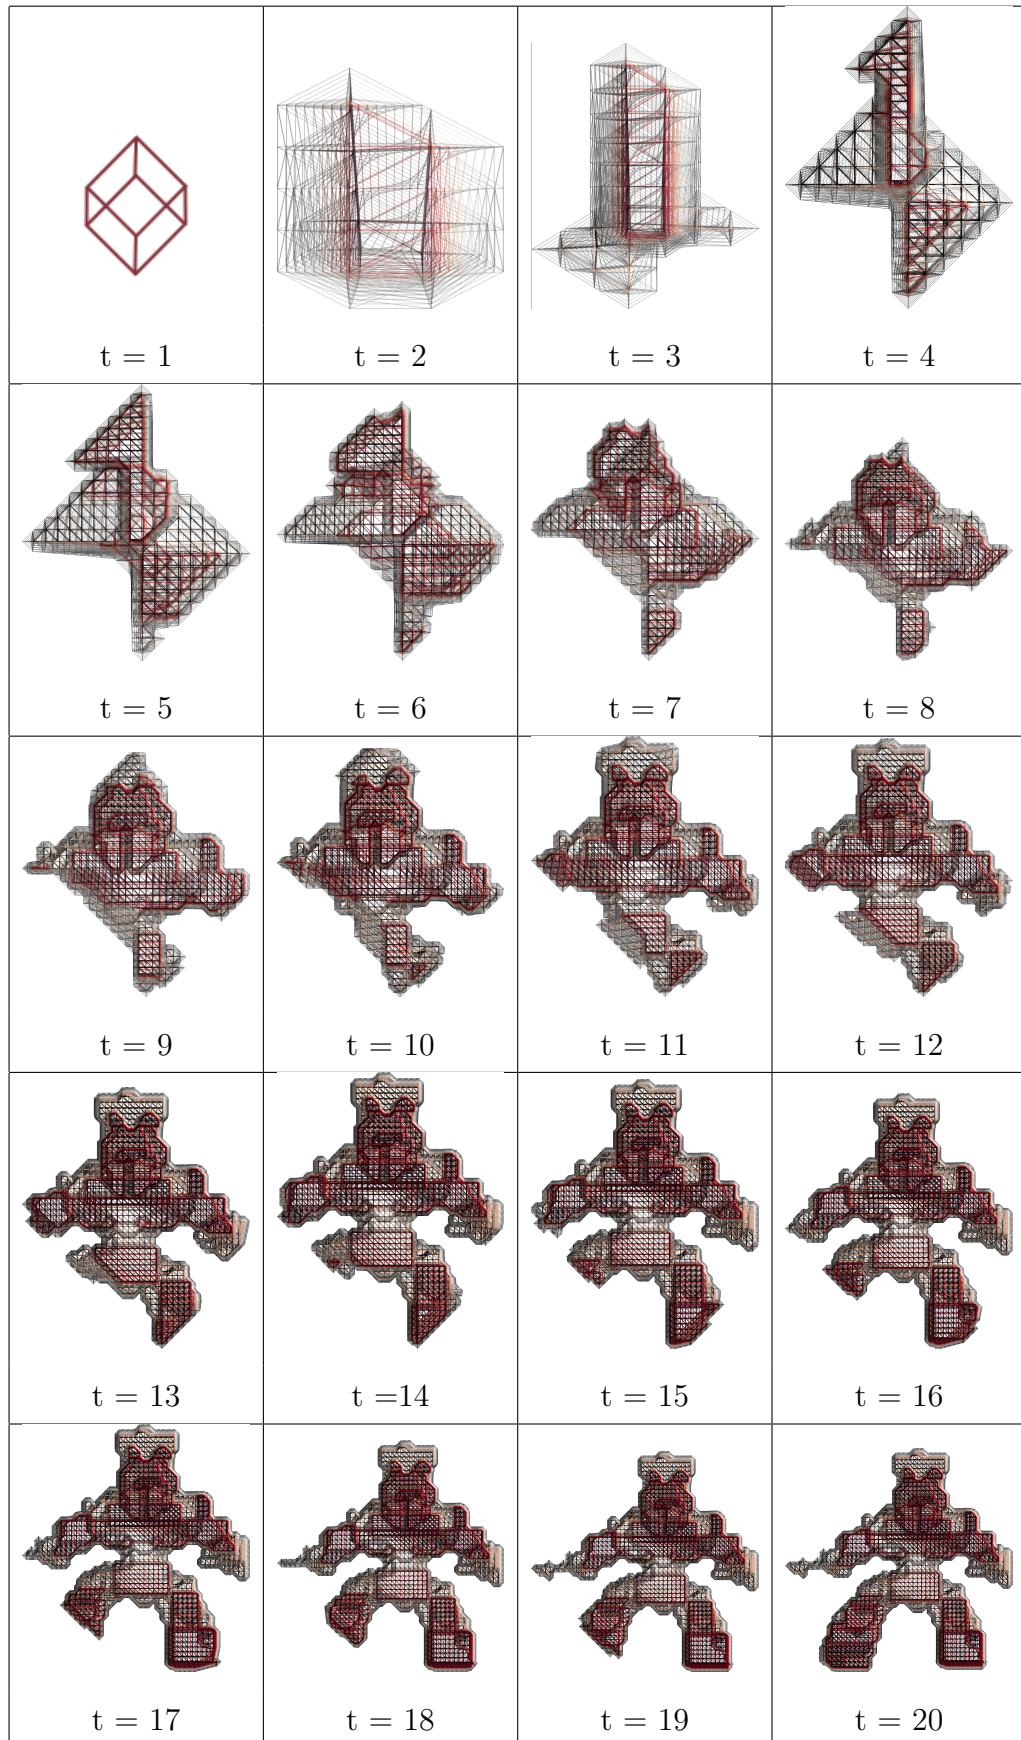 t = 1
t = 2
t = 3
t = 4
t = 5
t = 6
t = 7
t = 8
t = 9
t = 10
t = 11
t = 12
t = 13
t =14
t = 15
t = 16
t = 17
t = 18
t = 19
t = 20